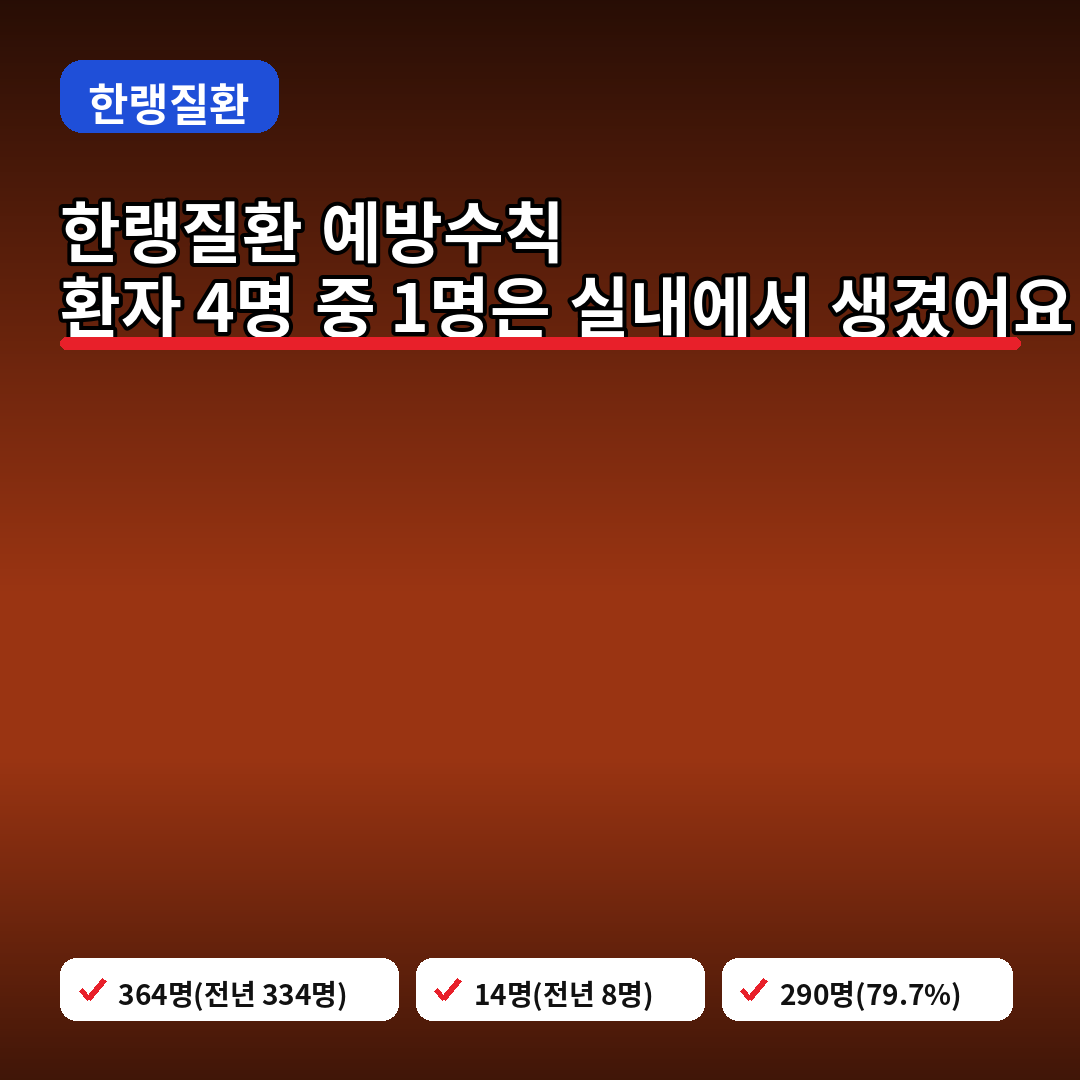 한랭질환
한랭질환 예방수칙
환자 4명 중 1명은 실내에서 생겼어요
364명(전년 334명)
14명(전년 8명)
290명(79.7%)